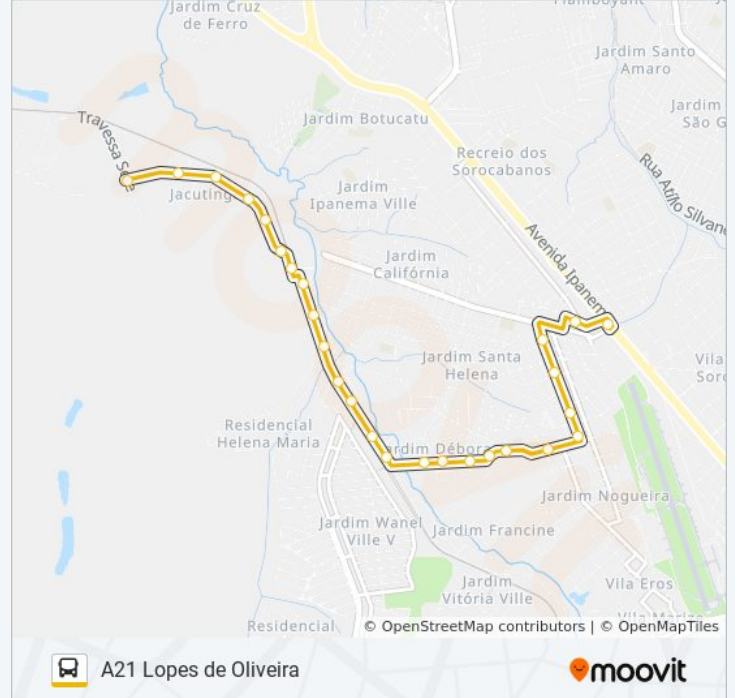 Jardim Cruz
de Ferro
Jardim Santo
Amaro
Travessa Sete
Jardim Botucatu
Jardim
São G
Recreio dos
Sorocabanos
Rua Atílio Silvano
Jacuting
Jardim
Ipanema Ville
Avenida Ipanema
Jardim
Califórnia
Jardim Santa
Helena
Vila
Residencial
Helena Maria
Jardim Débora
Jardim Nogueira
Jardim Wanel
Ville V
Jardim Francine
Jardim
Vitória Ville
Vila Eros
Residencial
© OpenStreetMap contributors | © OpenMapTiles
A21 Lopes de Oliveira
moovit